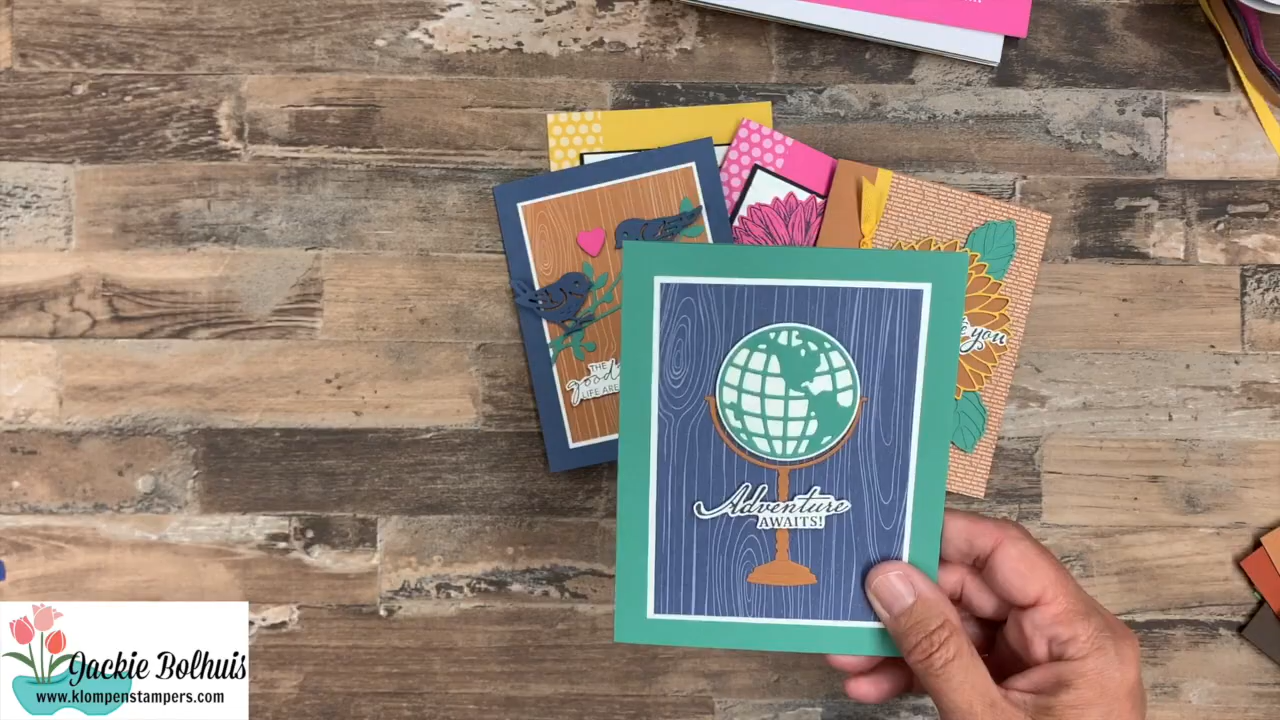 THE
good
LIFE ARE
you
Adventure
AWAITS!
Jackie Bolhuis
www.klompenstampers.com